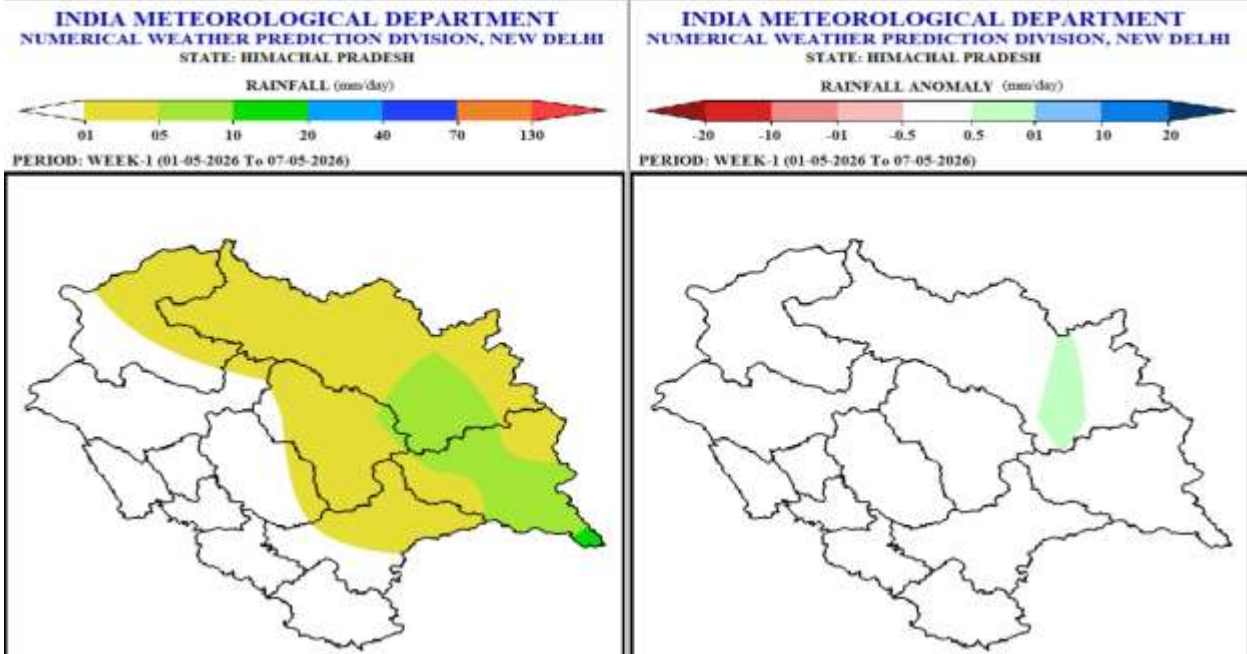 INDIA METEOROLOGICAL DEPARTMENT
NUMERICAL WEATHER PREDICTION DIVISION, NEW DELHI
STATE: HIMACHAL PRADESH
RAINFALL (mm/day)
01 05 10 20 40 70 130
PERIOD: WEEK-1 (01-05-2026 To 07-05-2026)
INDIA METEOROLOGICAL DEPARTMENT
NUMERICAL WEATHER PREDICTION DIVISION, NEW DELHI
STATE: HIMACHAL PRADESH
RAINFALL ANOMALY (mm/day)
-20 -10 -01 -0.5 0.5 01 10 20
PERIOD: WEEK-1 (01-05-2026 To 07-05-2026)